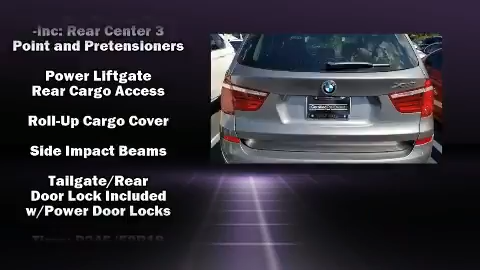 -inc: Rear Center 3
Point and Pretensioners
Power Liftgate
Rear Cargo Access
Roll-Up Cargo Cover
Side Impact Beams
Tailgate/Rear
Door Lock Included
w/Power Door Locks